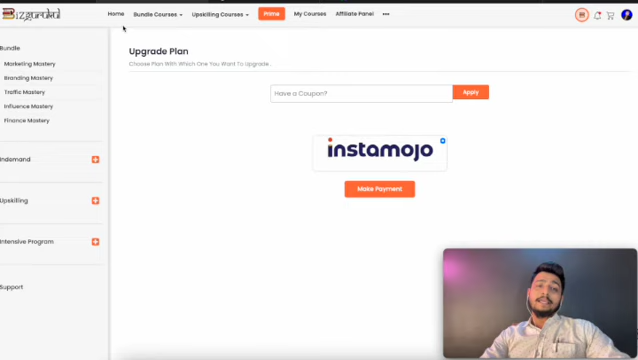 Bizgurukul
Home
Bundle Courses
Upskilling Courses
Prime
My Courses
Affiliate Panel
Bundle
Marketing Mastery
Branding Mastery
Traffic Mastery
Influence Mastery
Finance Mastery
Indemand
Upskilling
Intensive Program
Support
Upgrade Plan
Choose Plan With Which One You Want To Upgrade .
Have a Coupon?
Apply
instamojo
Make Payment